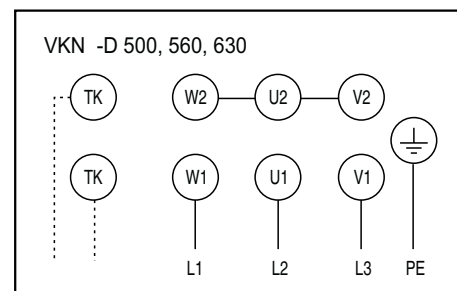 VKN -D 500, 560, 630
TK W2 U2 V2
TK W1 U1 V1
L1 L2 L3 PE